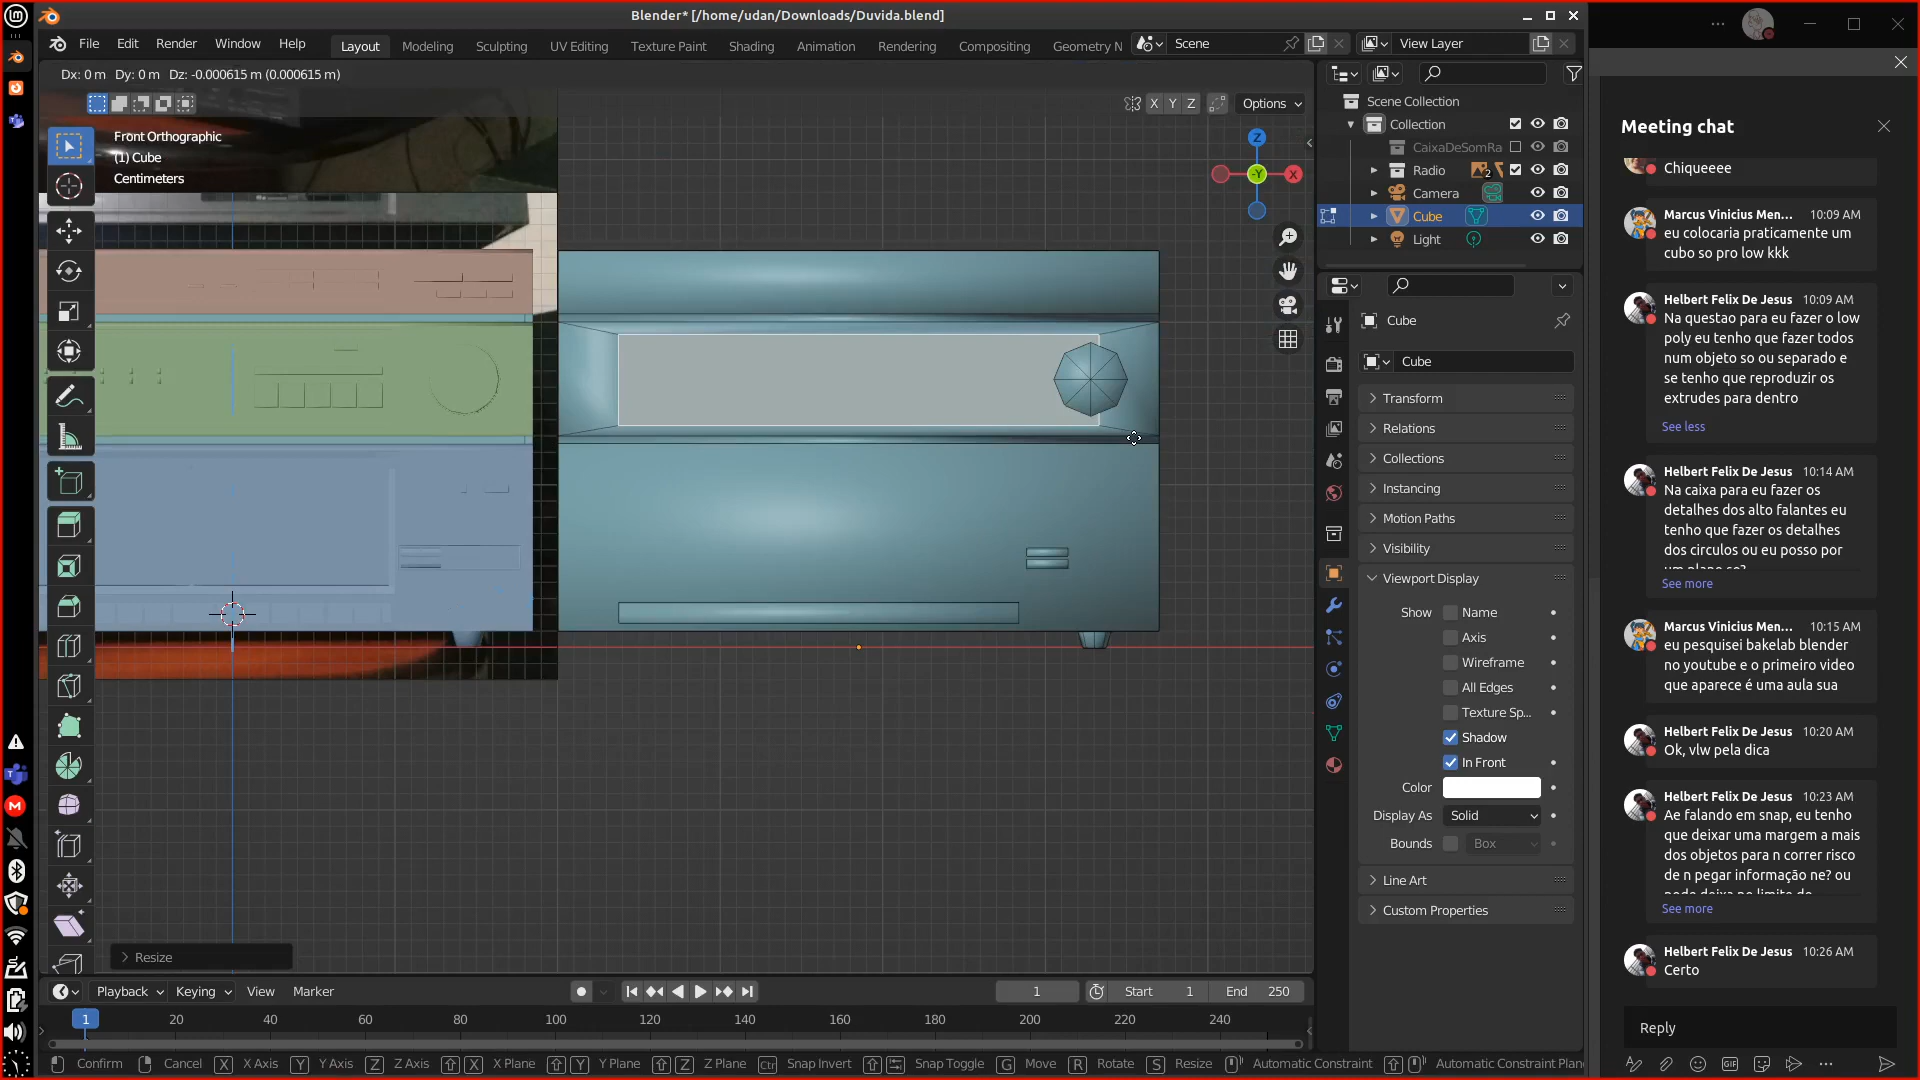 Blender* [/home/udan/Downloads/Duvida.blend]
File Edit Render Window Help
Layout Modeling Sculpting UV Editing Texture Paint Shading Animation Rendering Compositing Geometry N
Scene
View Layer
Dx: 0 m Dy: 0 m Dz: -0.000615 m (0.000615 m)
X Y Z
Options
Front Orthographic
(1) Cube
Centimeters
Z
-Y
X
Resize
Scene Collection
Collection
CaixaDeSomRa
Radio
2
Camera
Cube
Light
Cube
Cube
Transform
Relations
Collections
Instancing
Motion Paths
Visibility
Viewport Display
Show Name
Axis
Wireframe
All Edges
Texture Sp...
Shadow
In Front
Color
Display As Solid
Bounds Box
Line Art
Custom Properties
Playback Keying View Marker
1
Start 1
End 250
1 20 40 60 80 100 120 140 160 180 200 220 240
Confirm Cancel X X Axis Y Y Axis Z Z Axis X X Plane Y Y Plane Z Z Plane Ctrl Snap Invert Snap Toggle G Move R Rotate S Resize Automatic Constraint Automatic Constraint Plan
Meeting chat
Chiqueeee
Marcus Vinicius Men... 10:09 AM
eu colocaria praticamente um
cubo so pro low kkk
Helbert Felix De Jesus 10:09 AM
Na questao para eu fazer o low
poly eu tenho que fazer todos
num objeto so ou separado e
se tenho que reproduzir os
extrudes para dentro
See less
Helbert Felix De Jesus 10:14 AM
Na caixa para eu fazer os
detalhes dos alto falantes eu
tenho que fazer os detalhes
dos circulos ou eu posso por
um plano so?
See more
Marcus Vinicius Men... 10:15 AM
eu pesquisei bakelab blender
no youtube e o primeiro video
que aparece é uma aula sua
Helbert Felix De Jesus 10:20 AM
Ok, vlw pela dica
Helbert Felix De Jesus 10:23 AM
Ae falando em snap, eu tenho
que deixar uma margem a mais
dos objetos para n correr risco
de n pegar informação ne? ou
See more
Helbert Felix De Jesus 10:26 AM
Certo
Reply
GIF